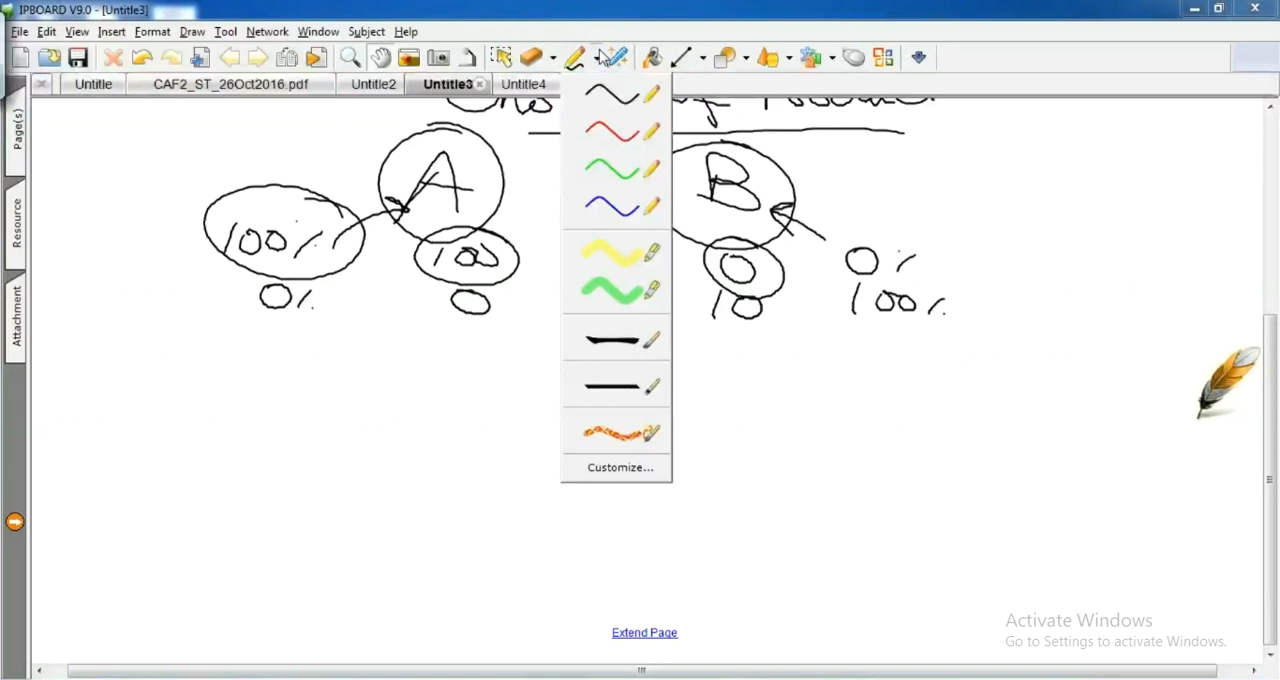 IPBOARD V9.0 - [Untitle3]
File Edit View Insert Format Draw Tool Network Window Subject Help
Untitle CAF2_ST_26Oct2016.pdf Untitle2 Untitle3 Untitle4
Page(s)
Resource
Attachment
A B
100% 100 0 0%
0% 0 10 100%
Customize...
Extend Page
Activate Windows
Go to Settings to activate Windows.